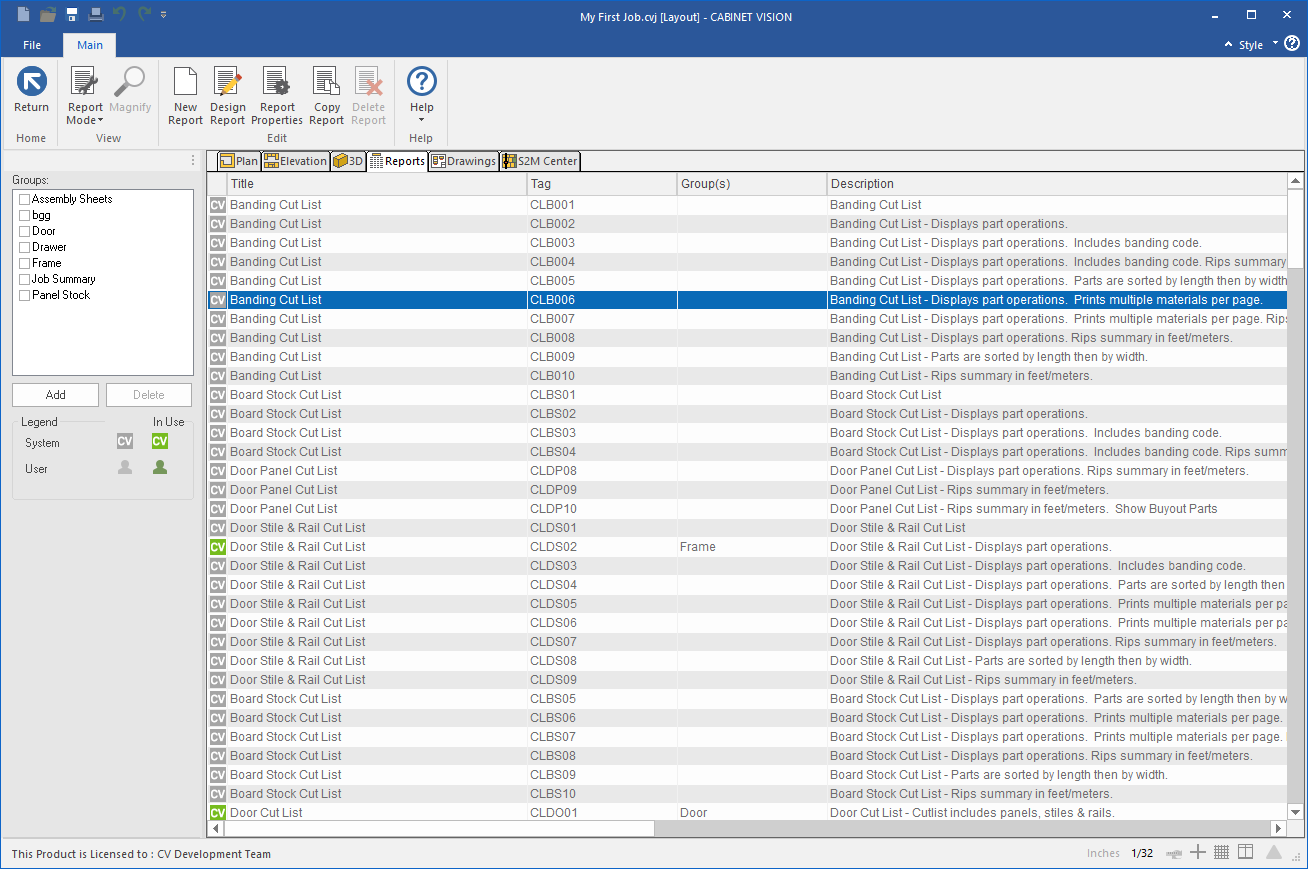 My First Job.cvj [Layout] - CABINET VISION
File
Main
Style
Return
Report Mode
Magnify
New Report
Design Report
Report Properties
Copy Report
Delete Report
Help
Home
View
Edit
Help
Plan
Elevation
3D
Reports
Drawings
S2M Center
Groups:
Assembly Sheets
bgg
Door
Drawer
Frame
Job Summary
Panel Stock
Add
Delete
Legend
In Use
System
CV
CV
User
Title Tag Group(s) Description
CV Banding Cut List CLB001 Banding Cut List
CV Banding Cut List CLB002 Banding Cut List - Displays part operations.
CV Banding Cut List CLB003 Banding Cut List - Displays part operations. Includes banding code.
CV Banding Cut List CLB004 Banding Cut List - Displays part operations. Includes banding code. Rips summary
CV Banding Cut List CLB005 Banding Cut List - Displays part operations. Parts are sorted by length then by width
CV Banding Cut List CLB006 Banding Cut List - Displays part operations. Prints multiple materials per page.
CV Banding Cut List CLB007 Banding Cut List - Displays part operations. Prints multiple materials per page. Rips
CV Banding Cut List CLB008 Banding Cut List - Displays part operations. Rips summary in feet/meters.
CV Banding Cut List CLB009 Banding Cut List - Parts are sorted by length then by width.
CV Banding Cut List CLB010 Banding Cut List - Rips summary in feet/meters.
CV Board Stock Cut List CLBS01 Board Stock Cut List
CV Board Stock Cut List CLBS02 Board Stock Cut List - Displays part operations.
CV Board Stock Cut List CLBS03 Board Stock Cut List - Displays part operations. Includes banding code.
CV Board Stock Cut List CLBS04 Board Stock Cut List - Displays part operations. Includes banding code. Rips summ
CV Door Panel Cut List CLDP08 Door Panel Cut List - Displays part operations. Rips summary in feet/meters.
CV Door Panel Cut List CLDP09 Door Panel Cut List - Rips summary in feet/meters.
CV Door Panel Cut List CLDP10 Door Panel Cut List - Rips summary in feet/meters. Show Buyout Parts
CV Door Stile & Rail Cut List CLDS01 Door Stile & Rail Cut List
CV Door Stile & Rail Cut List CLDS02 Frame Door Stile & Rail Cut List - Displays part operations.
CV Door Stile & Rail Cut List CLDS03 Door Stile & Rail Cut List - Displays part operations. Includes banding code.
CV Door Stile & Rail Cut List CLDS04 Door Stile & Rail Cut List - Displays part operations. Parts are sorted by length then
CV Door Stile & Rail Cut List CLDS05 Door Stile & Rail Cut List - Displays part operations. Prints multiple materials per pa
CV Door Stile & Rail Cut List CLDS06 Door Stile & Rail Cut List - Displays part operations. Prints multiple materials per pa
CV Door Stile & Rail Cut List CLDS07 Door Stile & Rail Cut List - Displays part operations. Rips summary in feet/meters.
CV Door Stile & Rail Cut List CLDS08 Door Stile & Rail Cut List - Parts are sorted by length then by width.
CV Door Stile & Rail Cut List CLDS09 Door Stile & Rail Cut List - Rips summary in feet/meters.
CV Board Stock Cut List CLBS05 Board Stock Cut List - Displays part operations. Parts are sorted by length then by w
CV Board Stock Cut List CLBS06 Board Stock Cut List - Displays part operations. Prints multiple materials per page.
CV Board Stock Cut List CLBS07 Board Stock Cut List - Displays part operations. Prints multiple materials per page.
CV Board Stock Cut List CLBS08 Board Stock Cut List - Displays part operations. Rips summary in feet/meters.
CV Board Stock Cut List CLBS09 Board Stock Cut List - Parts are sorted by length then by width.
CV Board Stock Cut List CLBS10 Board Stock Cut List - Rips summary in feet/meters.
CV Door Cut List CLDO01 Door Door Cut List - Cutlist includes panels, stiles & rails.
This Product is Licensed to : CV Development Team
Inches 1/32